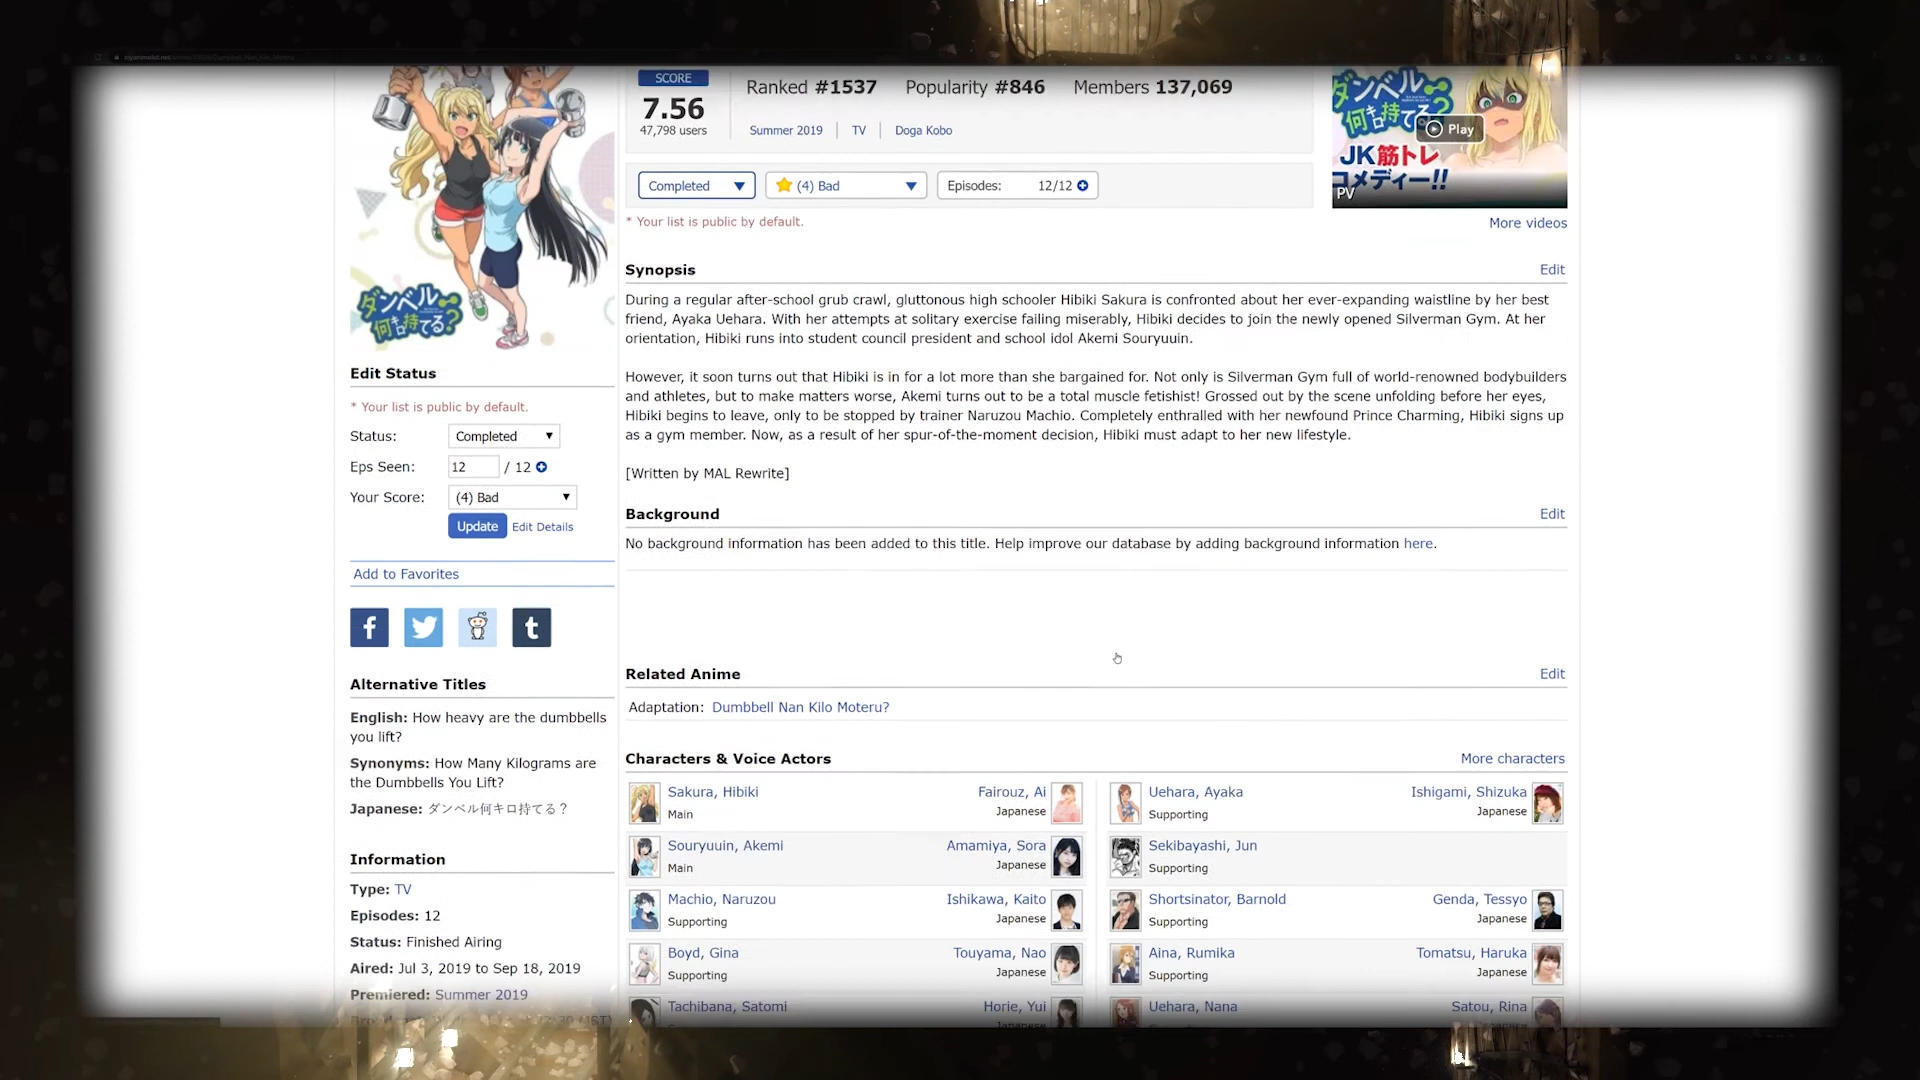 SCORE
7.56
47,798 users
Ranked #1537 Popularity #846 Members 137,069
Summer 2019 TV Doga Kobo
Completed (4) Bad Episodes: 12/12
* Your list is public by default.
ダンベル
何キロ持てる?
Play
JK筋トレ
コメディー!!
PV
More videos
ダンベル
何キロ持てる?
Synopsis Edit
During a regular after-school grub crawl, gluttonous high schooler Hibiki Sakura is confronted about her ever-expanding waistline by her best
friend, Ayaka Uehara. With her attempts at solitary exercise failing miserably, Hibiki decides to join the newly opened Silverman Gym. At her
orientation, Hibiki runs into student council president and school idol Akemi Souryuuin.
However, it soon turns out that Hibiki is in for a lot more than she bargained for. Not only is Silverman Gym full of world-renowned bodybuilders
and athletes, but to make matters worse, Akemi turns out to be a total muscle fetishist! Grossed out by the scene unfolding before her eyes,
Hibiki begins to leave, only to be stopped by trainer Naruzou Machio. Completely enthralled with her newfound Prince Charming, Hibiki signs up
as a gym member. Now, as a result of her spur-of-the-moment decision, Hibiki must adapt to her new lifestyle.
[Written by MAL Rewrite]
Background Edit
No background information has been added to this title. Help improve our database by adding background information here.
Related Anime Edit
Adaptation: Dumbbell Nan Kilo Moteru?
Characters & Voice Actors More characters
Sakura, Hibiki Fairouz, Ai
Main Japanese
Uehara, Ayaka Ishigami, Shizuka
Supporting Japanese
Souryuuin, Akemi Amamiya, Sora
Main Japanese
Sekibayashi, Jun
Supporting
Machio, Naruzou Ishikawa, Kaito
Supporting Japanese
Shortsinator, Barnold Genda, Tessyo
Supporting Japanese
Boyd, Gina Touyama, Nao
Supporting Japanese
Aina, Rumika Tomatsu, Haruka
Supporting Japanese
Tachibana, Satomi Horie, Yui
Uehara, Nana Satou, Rina
Edit Status
* Your list is public by default.
Status: Completed
Eps Seen: 12 / 12
Your Score: (4) Bad
Update Edit Details
Add to Favorites
Alternative Titles
English: How heavy are the dumbbells
you lift?
Synonyms: How Many Kilograms are
the Dumbbells You Lift?
Japanese: ダンベル何キロ持てる？
Information
Type: TV
Episodes: 12
Status: Finished Airing
Aired: Jul 3, 2019 to Sep 18, 2019
Premiered: Summer 2019